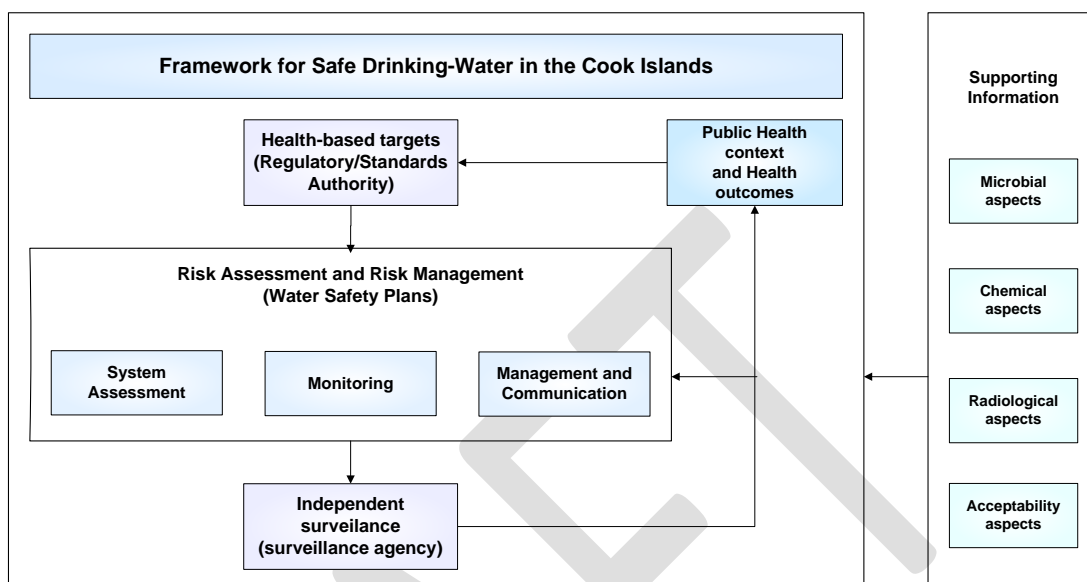 Framework for Safe Drinking-Water in the Cook Islands
Health-based targets
(Regulatory/Standards
Authority)
Public Health
context
and Health
outcomes
Risk Assessment and Risk Management
(Water Safety Plans)
System
Assessment
Monitoring
Management and
Communication
Independent
surveilance
(surveillance agency)
Supporting
Information
Microbial
aspects
Chemical
aspects
Radiological
aspects
Acceptability
aspects